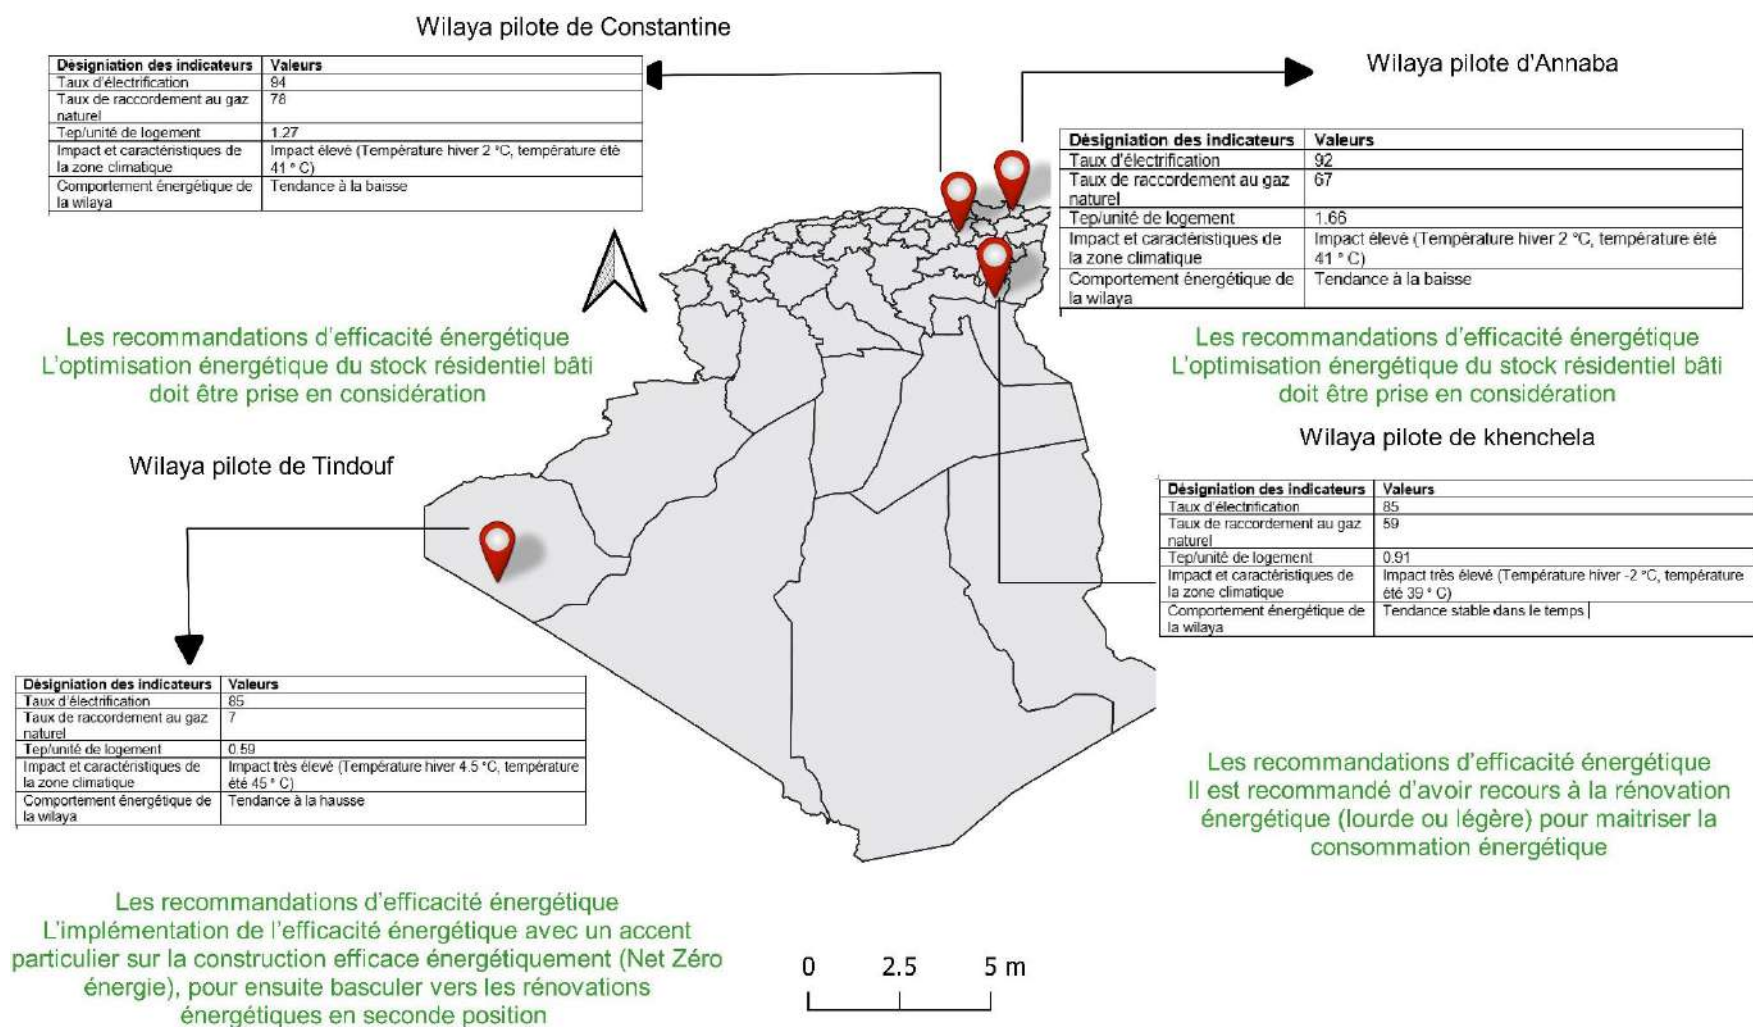 Wilaya pilote de Constantine
Désigniation des indicateurs Valeurs
Taux d'électrification 94
Taux de raccordement au gaz 78
naturel
Tep/unité de logement 1.27
Impact et caractéristiques de Impact élevé (Température hiver 2 °C, température été
la zone climatique 41 ° C)
Comportement énergétique de Tendance à la baisse
la wilaya
Wilaya pilote d'Annaba
Désigniation des indicateurs Valeurs
Taux d'électrification 92
Taux de raccordement au gaz 67
naturel
Tep/unité de logement 1.66
Impact et caractéristiques de Impact élevé (Température hiver 2 °C, température été
la zone climatique 41 ° C)
Comportement énergétique de Tendance à la baisse
la wilaya
Les recommandations d'efficacité énergétique
L'optimisation énergétique du stock résidentiel bâti
doit être prise en considération
Les recommandations d'efficacité énergétique
L'optimisation énergétique du stock résidentiel bâti
doit être prise en considération
Wilaya pilote de khenchela
Désigniation des indicateurs Valeurs
Taux d'électrification 85
Taux de raccordement au gaz 59
naturel
Tep/unité de logement 0.91
Impact et caractéristiques de Impact très élevé (Température hiver -2 °C, température
la zone climatique été 39 ° C)
Comportement énergétique de Tendance stable dans le temps
la wilaya
Les recommandations d'efficacité énergétique
Il est recommandé d'avoir recours à la rénovation
énergétique (lourde ou légère) pour maitriser la
consommation énergétique
Wilaya pilote de Tindouf
Désigniation des indicateurs Valeurs
Taux d'électrification 85
Taux de raccordement au gaz 7
naturel
Tep/unité de logement 0.59
Impact et caractéristiques de Impact très élevé (Température hiver 4.5 °C, température
la zone climatique été 45 ° C)
Comportement énergétique de Tendance à la hausse
la wilaya
Les recommandations d'efficacité énergétique
L'implémentation de l'efficacité énergétique avec un accent
particulier sur la construction efficace énergétiquement (Net Zéro
énergie), pour ensuite basculer vers les rénovations
énergétiques en seconde position
0 2.5 5 m